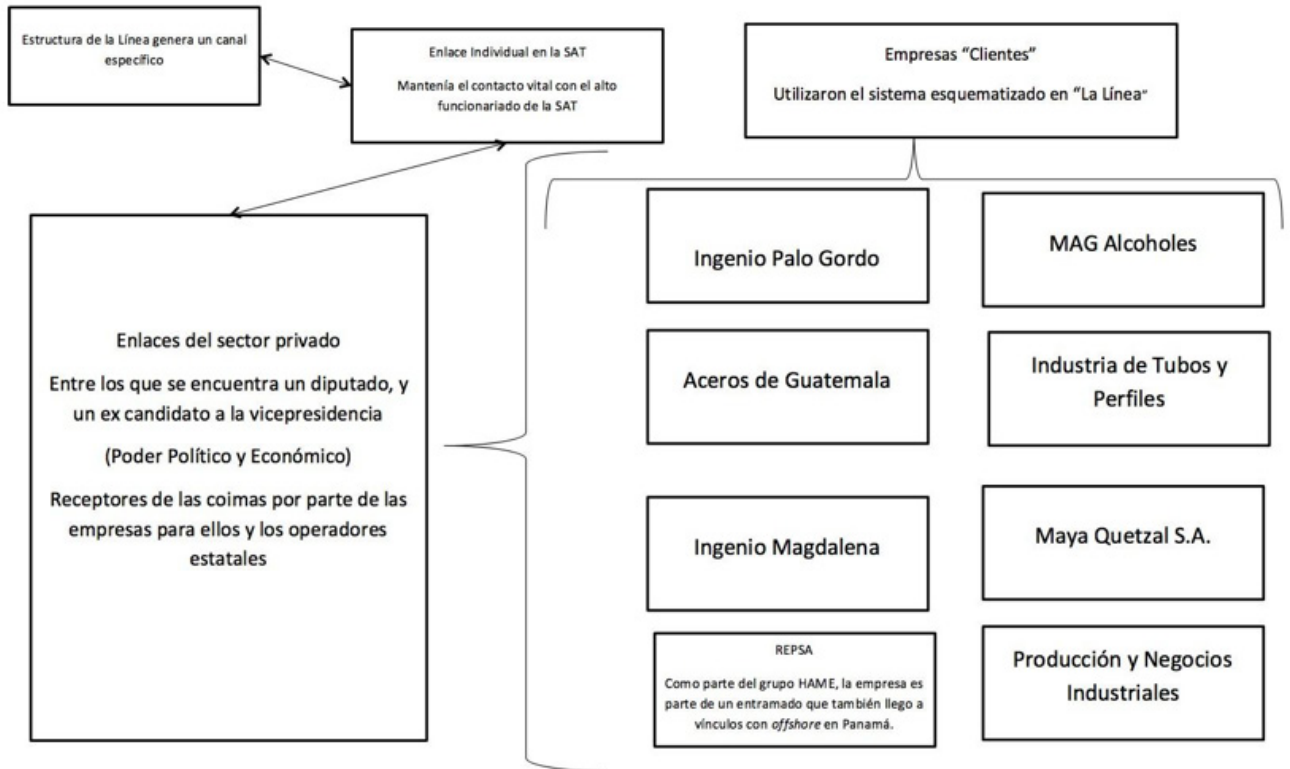 Estructura de la Línea genera un canal
específico
Enlace Individual en la SAT
Mantenía el contacto vital con el alto
funcionariado de la SAT
Empresas “Clientes”
Utilizaron el sistema esquematizado en “La Línea”
Enlaces del sector privado
Entre los que se encuentra un diputado, y
un ex candidato a la vicepresidencia
(Poder Político y Económico)
Receptores de las coimas por parte de las
empresas para ellos y los operadores
estatales
Ingenio Palo Gordo
MAG Alcoholes
Aceros de Guatemala
Industria de Tubos y
Perfiles
Ingenio Magdalena
Maya Quetzal S.A.
REPSA
Como parte del grupo HAME, la empresa es
parte de un entramado que también llego a
vínculos con offshore en Panamá.
Producción y Negocios
Industriales